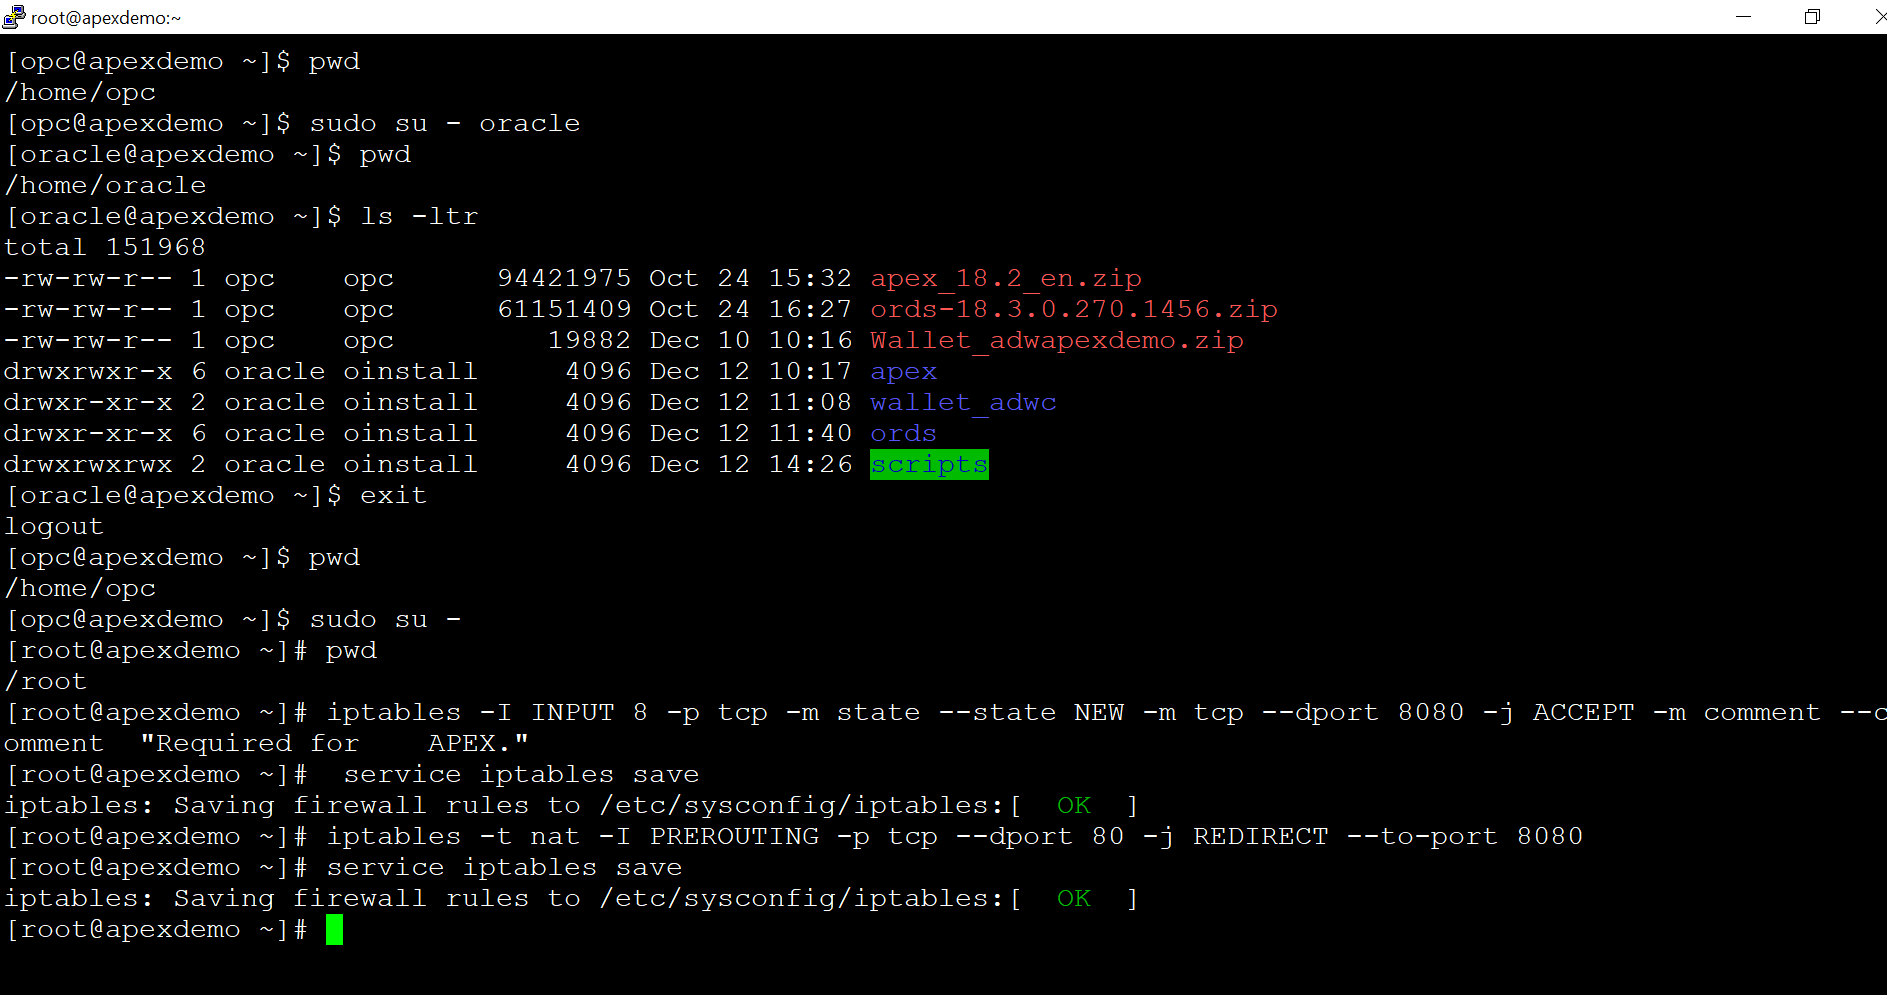 root@apexdemo:~
[opc@apexdemo ~]$ pwd
/home/opc
[opc@apexdemo ~]$ sudo su - oracle
[oracle@apexdemo ~]$ pwd
/home/oracle
[oracle@apexdemo ~]$ ls -ltr
total 151968
-rw-rw-r-- 1 opc    opc      94421975 Oct 24 15:32 apex_18.2_en.zip
-rw-rw-r-- 1 opc    opc      61151409 Oct 24 16:27 ords-18.3.0.270.1456.zip
-rw-rw-r-- 1 opc    opc         19882 Dec 10 10:16 Wallet_adwapexdemo.zip
drwxrwxr-x 6 oracle oinstall     4096 Dec 12 10:17 apex
drwxr-xr-x 2 oracle oinstall     4096 Dec 12 11:08 wallet_adwc
drwxr-xr-x 6 oracle oinstall     4096 Dec 12 11:40 ords
drwxrwxrwx 2 oracle oinstall     4096 Dec 12 14:26 scripts
[oracle@apexdemo ~]$ exit
logout
[opc@apexdemo ~]$ pwd
/home/opc
[opc@apexdemo ~]$ sudo su -
[root@apexdemo ~]# pwd
/root
[root@apexdemo ~]# iptables -I INPUT 8 -p tcp -m state --state NEW -m tcp --dport 8080 -j ACCEPT -m comment --c
omment  "Required for    APEX."
[root@apexdemo ~]#  service iptables save
iptables: Saving firewall rules to /etc/sysconfig/iptables:[  OK  ]
[root@apexdemo ~]# iptables -t nat -I PREROUTING -p tcp --dport 80 -j REDIRECT --to-port 8080
[root@apexdemo ~]# service iptables save
iptables: Saving firewall rules to /etc/sysconfig/iptables:[  OK  ]
[root@apexdemo ~]#